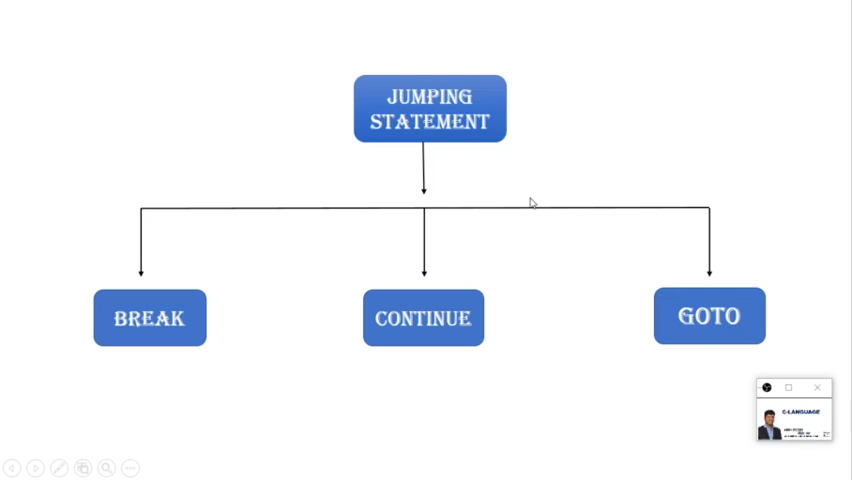 JUMPING
STATEMENT
BREAK
CONTINUE
GOTO
C-LANGUAGE